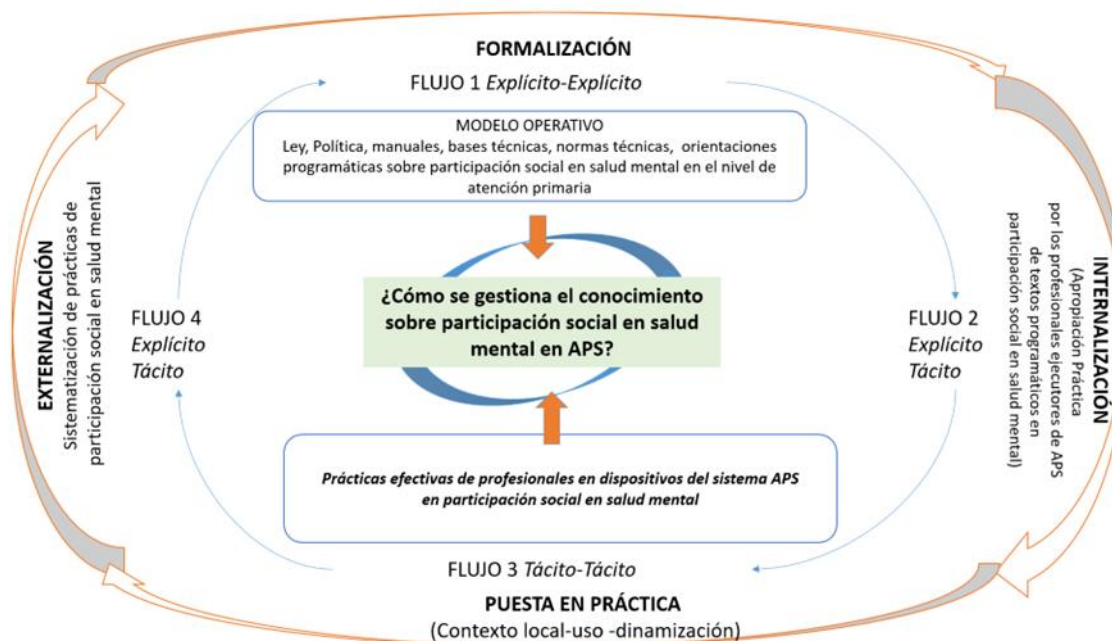 FORMALIZACIÓN
FLUJO 1 Explícito-Explícito
MODELO OPERATIVO
Ley, Política, manuales, bases técnicas, normas técnicas, orientaciones
programáticas sobre participación social en salud mental en el nivel de
atención primaria
EXTERNALIZACIÓN
Sistematización de prácticas de
participación social en salud mental
FLUJO 4
Explícito
Tácito
¿Cómo se gestiona el conocimiento
sobre participación social en salud
mental en APS?
FLUJO 2
Explícito
Tácito
INTERNALIZACIÓN
(Apropiación Práctica
por los profesionales ejecutores de APS
de textos programáticos en
participación social en salud mental)
Prácticas efectivas de profesionales en dispositivos del sistema APS
en participación social en salud mental
FLUJO 3 Tácito-Tácito
PUESTA EN PRÁCTICA
(Contexto local-uso -dinamización)